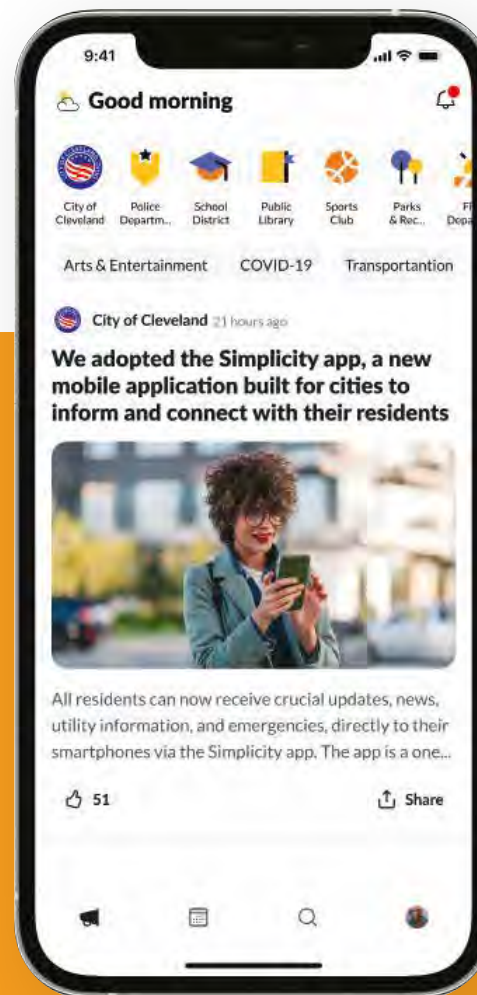 9:41
Good morning
City of
Cleveland
Police
Departm...
School
District
Public
Library
Sports
Club
Parks
& Rec...
Arts & Entertainment
COVID-19
Transportantion
City of Cleveland 21 hours ago
We adopted the Simplicity app, a new
mobile application built for cities to
inform and connect with their residents
All residents can now receive crucial updates, news,
utility information, and emergencies, directly to their
smartphones via the Simplicity app. The app is a one...
51
Share